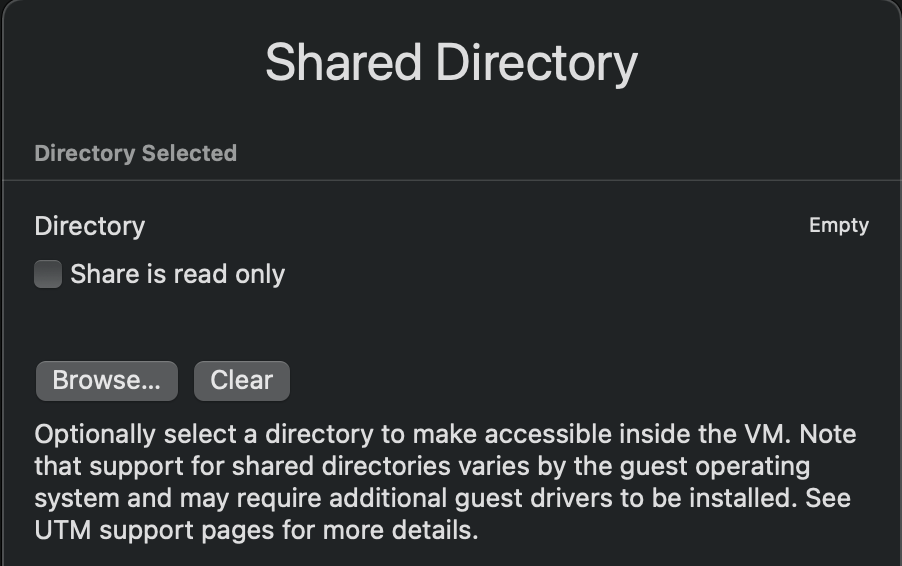 Shared Directory
Directory Selected
Directory Empty
Share is read only
Browse... Clear
Optionally select a directory to make accessible inside the VM. Note
that support for shared directories varies by the guest operating
system and may require additional guest drivers to be installed. See
UTM support pages for more details.